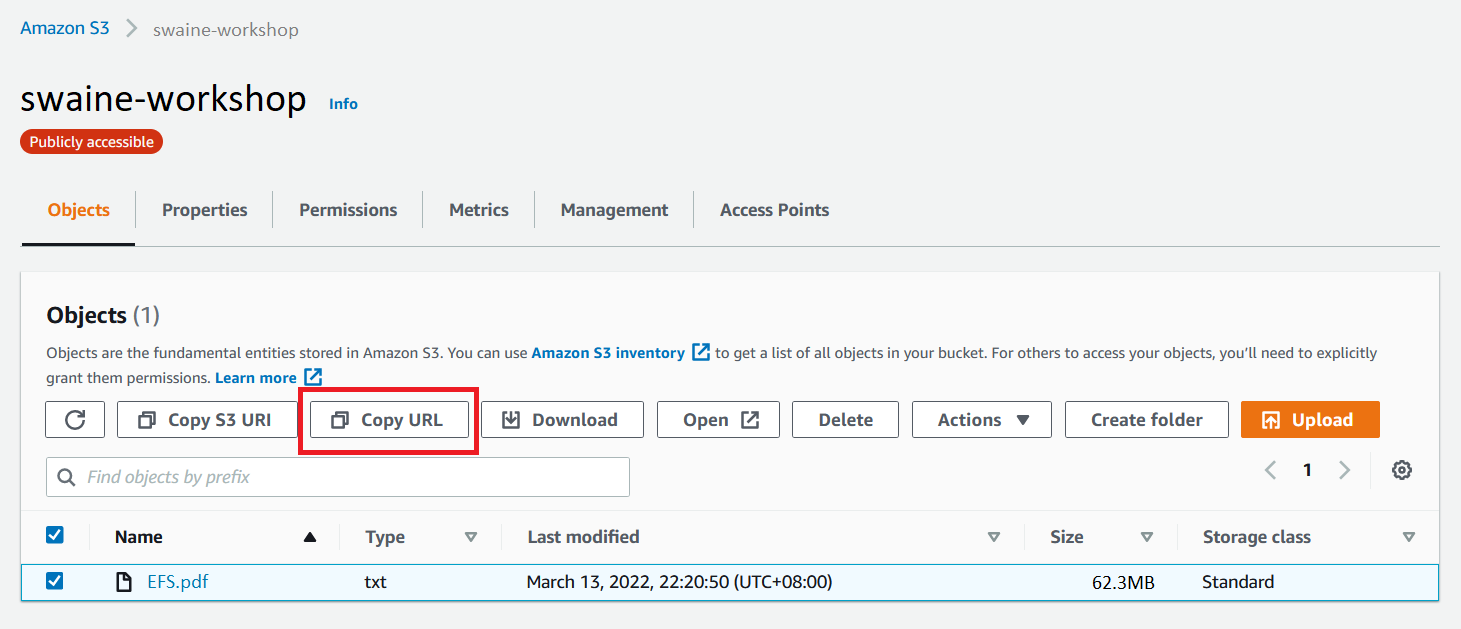 Amazon S3 swaine-workshop
swaine-workshop Info
Publicly accessible
Objects Properties Permissions Metrics Management Access Points
Objects (1)
Objects are the fundamental entities stored in Amazon S3. You can use Amazon S3 inventory to get a list of all objects in your bucket. For others to access your objects, you'll need to explicitly
grant them permissions. Learn more
Copy S3 URI Copy URL Download Open Delete Actions Create folder Upload
Find objects by prefix 1
Name Type Last modified Size Storage class
EFS.pdf txt March 13, 2022, 22:20:50 (UTC+08:00) 62.3MB Standard